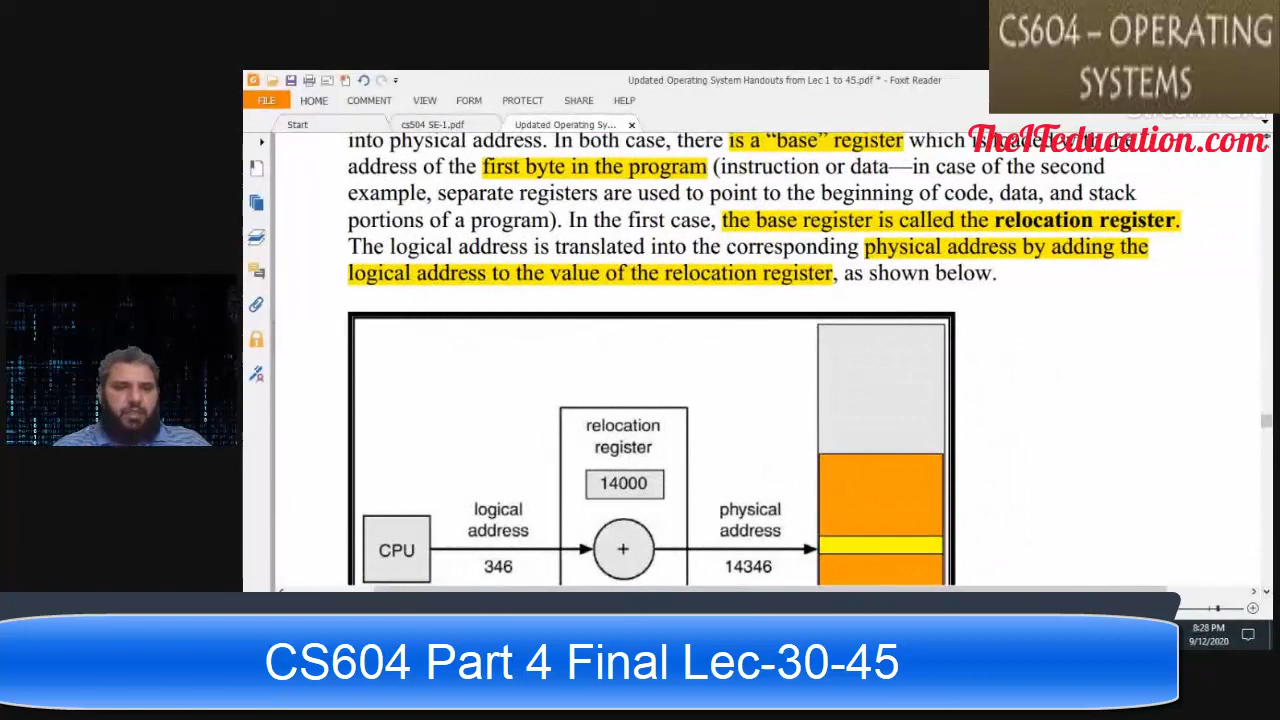 CS604 – OPERATING
SYSTEMS
Updated Operating System Handouts from Lec 1 to 45.pdf * - Foxit Reader
FILE HOME COMMENT VIEW FORM PROTECT SHARE HELP
Start cs504 SE-1.pdf Updated Operating Sy... ×
TheITeducation.com
into physical address. In both case, there is a “base” register which is loaded with the
address of the first byte in the program (instruction or data—in case of the second
example, separate registers are used to point to the beginning of code, data, and stack
portions of a program). In the first case, the base register is called the relocation register.
The logical address is translated into the corresponding physical address by adding the
logical address to the value of the relocation register, as shown below.
relocation
register
14000
logical
address
physical
address
CPU
+
346
14346
8:28 PM
9/12/2020
CS604 Part 4 Final Lec-30-45